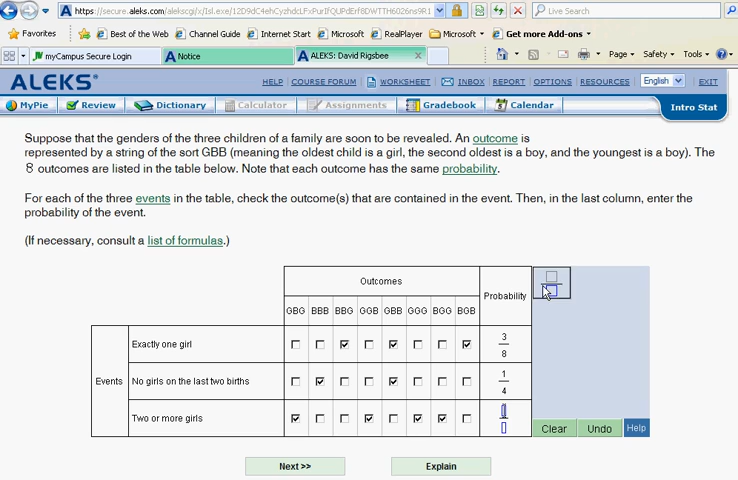 https://secure.aleks.com/alekscgi/x/Isl.exe/
Live Search
Favorites
Best of the Web
Channel Guide
Internet Start
Microsoft
RealPlayer
Microsoft
Get more Add-ons
myCampus Secure Login
Notice
ALEKS: David Rigsbee
Page
Safety
Tools
ALEKS
HELP
COURSE FORUM
WORKSHEET
INBOX
REPORT
OPTIONS
RESOURCES
English
EXIT
MyPie
Review
Dictionary
Calculator
Assignments
Gradebook
Calendar
Intro Stat
Suppose that the genders of the three children of a family are soon to be revealed. An outcome is
represented by a string of the sort GBB (meaning the oldest child is a girl, the second oldest is a boy, and the youngest is a boy). The
8 outcomes are listed in the table below. Note that each outcome has the same probability.
For each of the three events in the table, check the outcome(s) that are contained in the event. Then, in the last column, enter the
probability of the event.
(If necessary, consult a list of formulas.)
Outcomes
Probability
GBG BBB BBG GGB GBB GGG BGG BGB
Events
Exactly one girl
3
8
No girls on the last two births
1
4
Two or more girls
Clear
Undo
Help
Next >>
Explain